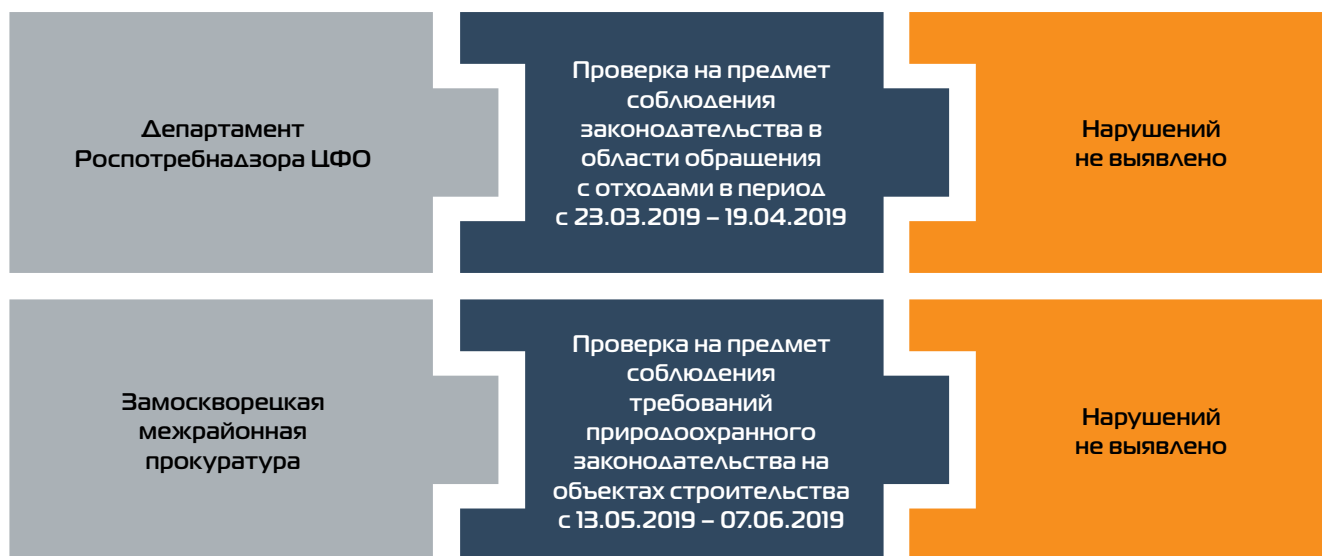 Департамент
Роспотребнадзора ЦФО
Проверка на предмет
соблюдения
законодательства в
области обращения
с отходами в период
с 23.03.2019 – 19.04.2019
Нарушений
не выявлено
Замоскворецкая
межрайонная
прокуратура
Проверка на предмет
соблюдения
требований
природоохранного
законодательства на
объектах строительства
с 13.05.2019 – 07.06.2019
Нарушений
не выявлено